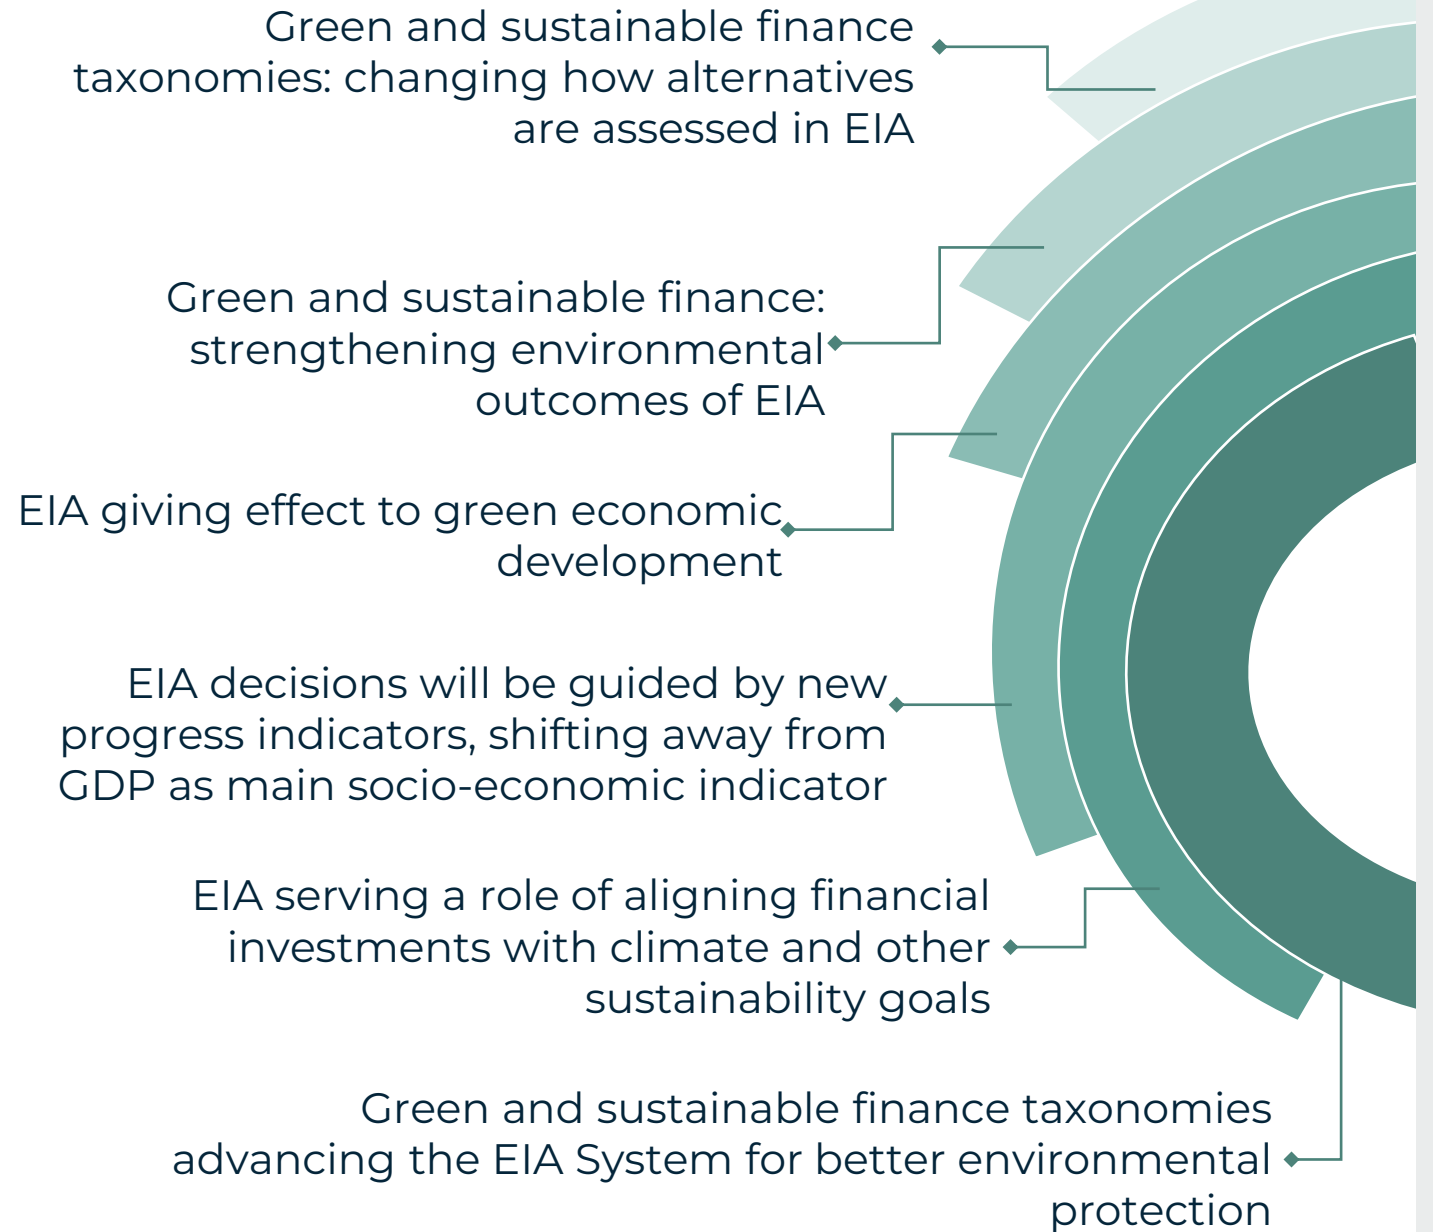 Green and sustainable finance
taxonomies: changing how alternatives
are assessed in EIA
Green and sustainable finance:
strengthening environmental
outcomes of EIA
EIA giving effect to green economic
development
EIA decisions will be guided by new
progress indicators, shifting away from
GDP as main socio-economic indicator
EIA serving a role of aligning financial
investments with climate and other
sustainability goals
Green and sustainable finance taxonomies
advancing the EIA System for better environmental
protection